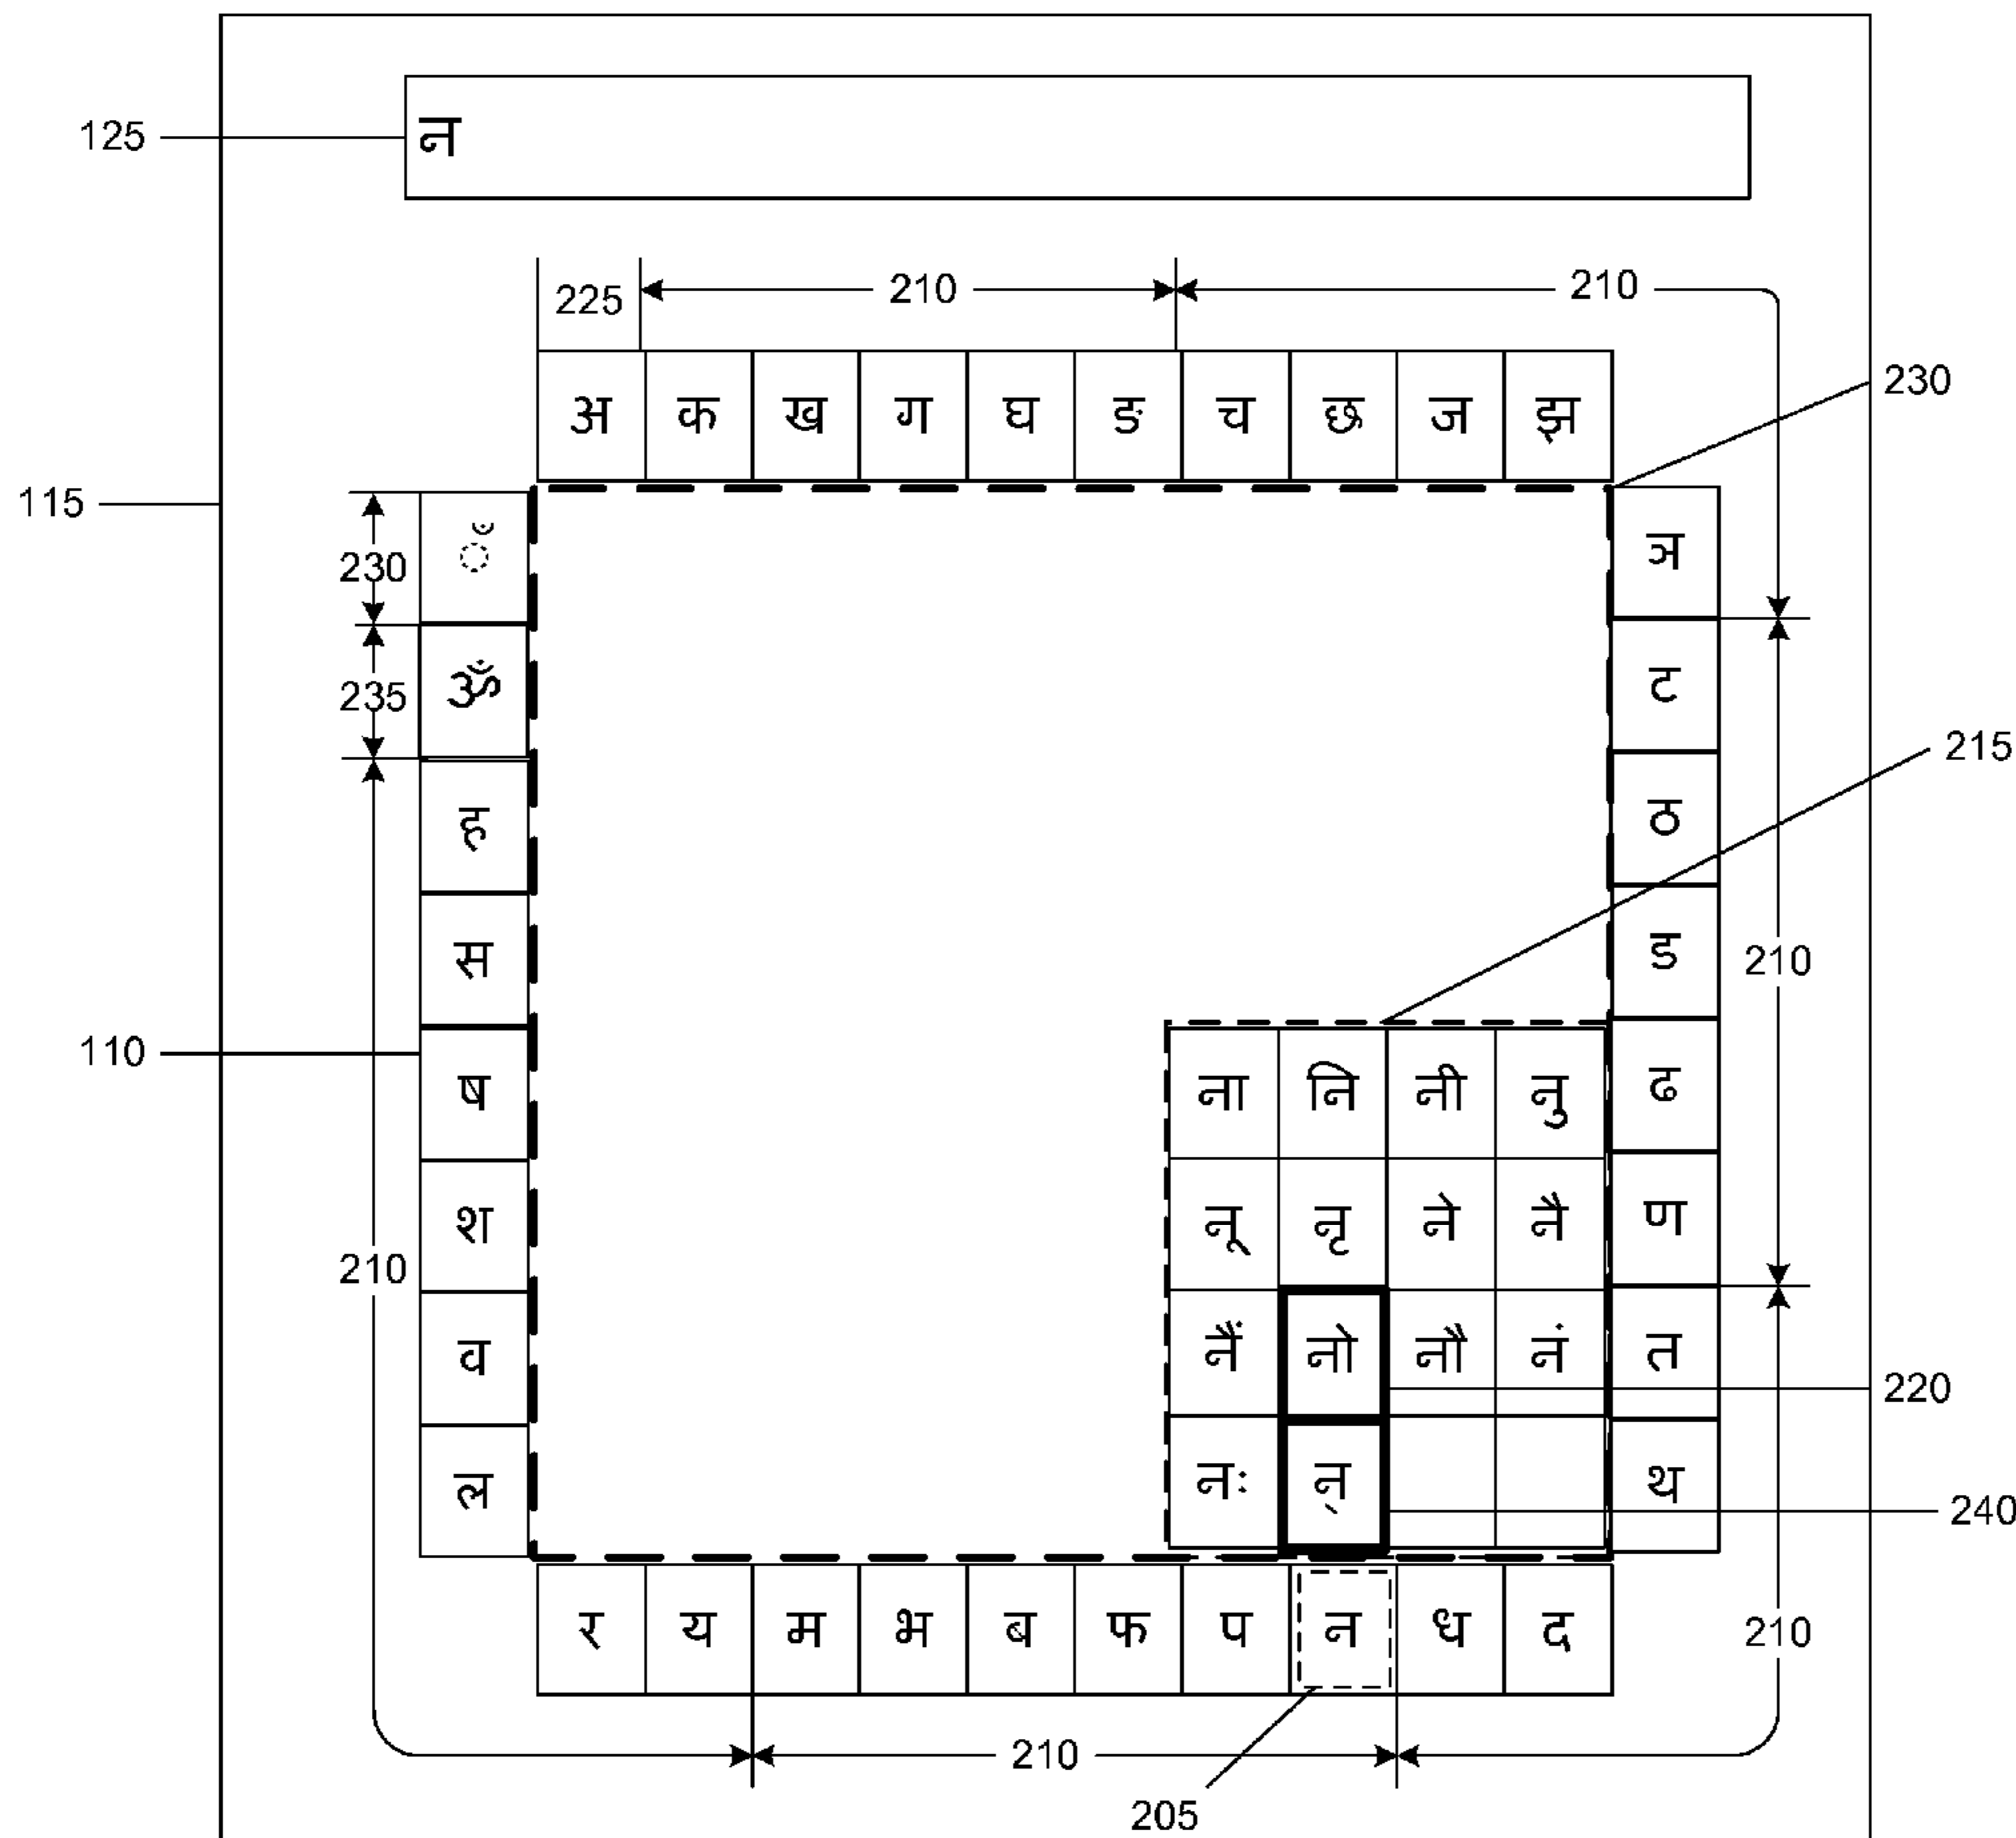 125
न
225
210
210
230
अ क ख ग घ ङ च छ ज झ
115
230
ँ
ञ
235
ॐ
ट
215
ह
ठ
स
ड
210
110
ष
ना नि नी नु
ढ
श
नू नृ ने नै
ण
210
व
नैं नो नौ नं
त
220
ल
नः न्
थ
240
र य म भ ब फ प न ध द
210
210
205